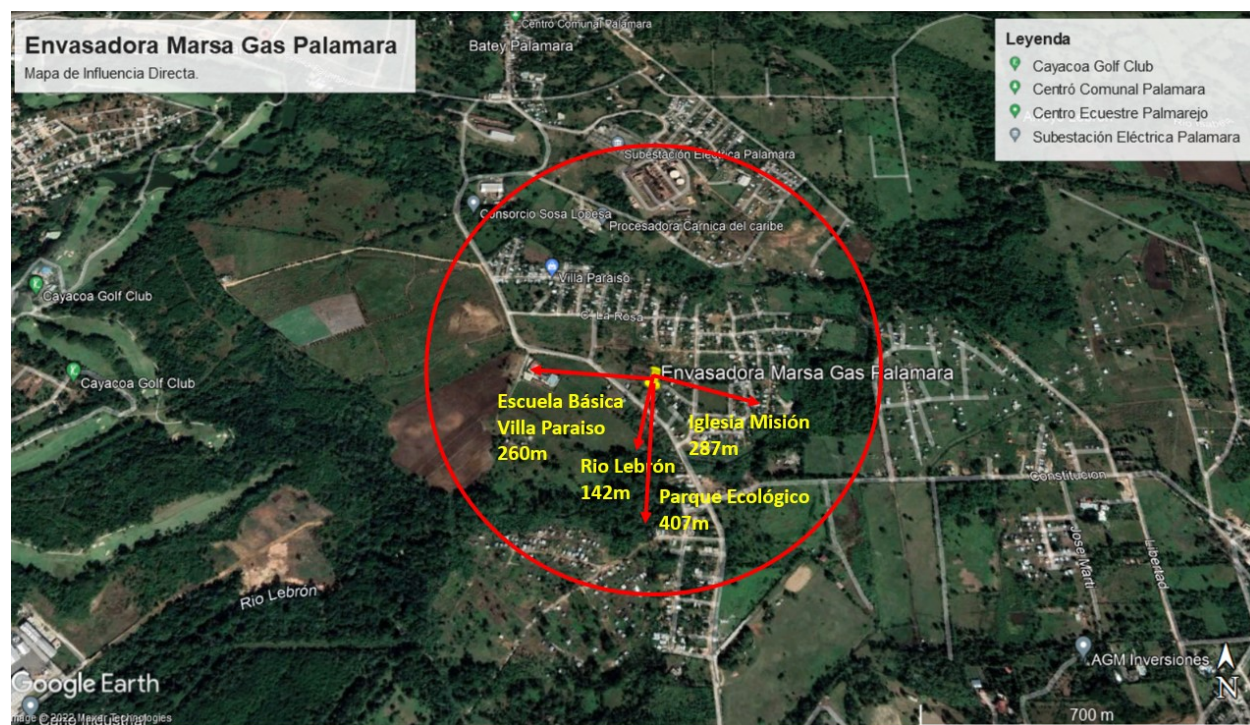 Envasadora Marsa Gas Palamara
Mapa de Influencia Directa.
Centro Comunal Palamara
Batey Palamara
Leyenda
Cayacoa Golf Club
Centró Comunal Palamara
Centro Ecuestre Palmarejo
Subestación Eléctrica Palamara
Subestación Eléctrica Palamara
Consorcio Sosa Lopesa
Procesadora Carnica del caribe
Villa Paraiso
Cayacoa Golf Club
C. La Rosa
Cayacoa Golf Club
Envasadora Marsa Gas Palamara
Escuela Básica
Villa Paraiso
260m
Iglesia Misión
287m
Rio Lebrón
142m
Parque Ecológico
407m
Constitucion
Jose Marti
Libertad
Rio Lebrón
AGM Inversiones
Google Earth
N
700 m